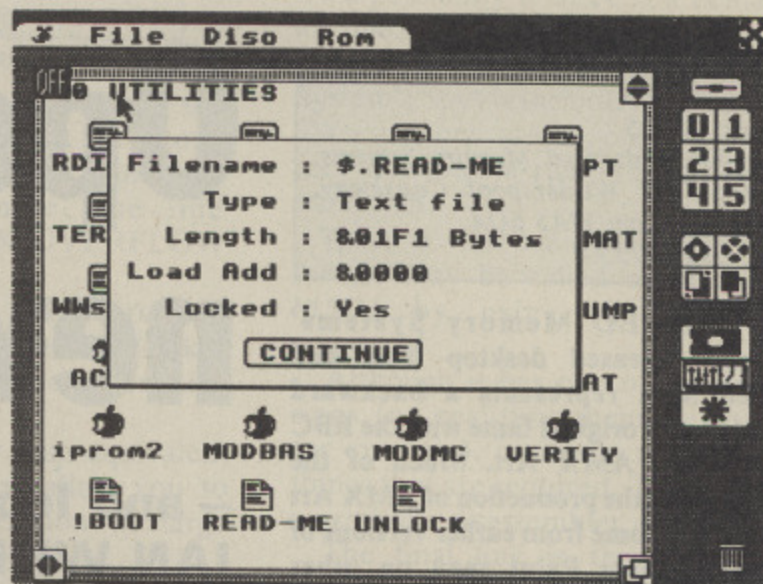 File Diso Rom
OFF
0 UTILITIES
0 1
2 3
4 5
RDI
PT
TER
MAT
WWs
UMP
AC
AT
Filename : $.READ-ME
Type : Text file
Length : &01F1 Bytes
Load Add : &0000
Locked : Yes
CONTINUE
iprom2 MODBAS MODMC VERIFY
!BOOT READ-ME UNLOCK